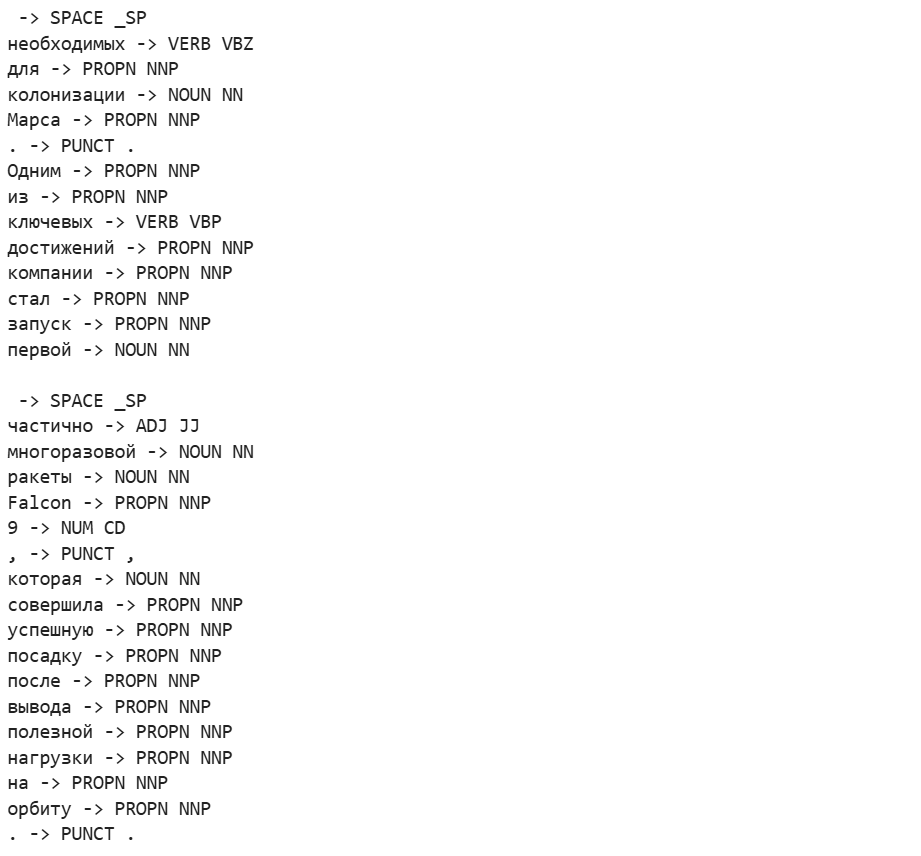 -> SPACE _SP
необходимых -> VERB VBZ
для -> PROPN NNP
колонизации -> NOUN NN
Марса -> PROPN NNP
. -> PUNCT .
Одним -> PROPN NNP
из -> PROPN NNP
ключевых -> VERB VBP
достижений -> PROPN NNP
компании -> PROPN NNP
стал -> PROPN NNP
запуск -> PROPN NNP
первой -> NOUN NN
-> SPACE _SP
частично -> ADJ JJ
многоразовой -> NOUN NN
ракеты -> NOUN NN
Falcon -> PROPN NNP
9 -> NUM CD
, -> PUNCT ,
которая -> NOUN NN
совершила -> PROPN NNP
успешную -> PROPN NNP
посадку -> PROPN NNP
после -> PROPN NNP
вывода -> PROPN NNP
полезной -> PROPN NNP
нагрузки -> PROPN NNP
на -> PROPN NNP
орбиту -> PROPN NNP
. -> PUNCT .